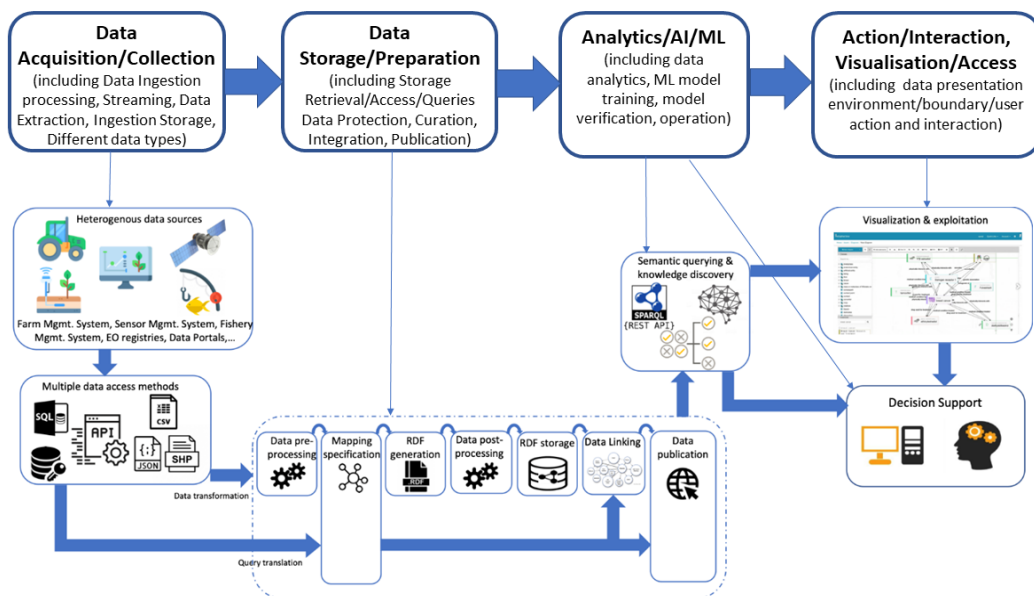 Data
Acquisition/Collection
(including Data Ingestion
processing, Streaming, Data
Extraction, Ingestion Storage,
Different data types)
Data
Storage/Preparation
(including Storage
Retrieval/Access/Queries
Data Protection, Curation,
Integration, Publication)
Analytics/AI/ML
(including data
analytics, ML model
training, model
verification, operation)
Action/Interaction,
Visualisation/Access
(including data presentation
environment/boundary/user
action and interaction)
Heterogenous data sources
Farm Mgmt. System, Sensor Mgmt. System, Fishery
Mgmt. System, EO registries, Data Portals,...
Multiple data access methods
SQL
API
CSV
{:}
JSON
SHP
Data transformation
Query translation
Data pre-
processing
Mapping
specification
RDF
generation
.RDF
Data post-
processing
RDF storage
Data Linking
Data
publication
Semantic querying &
knowledge discovery
SPARQL
{REST API}
Visualization & exploitation
Decision Support